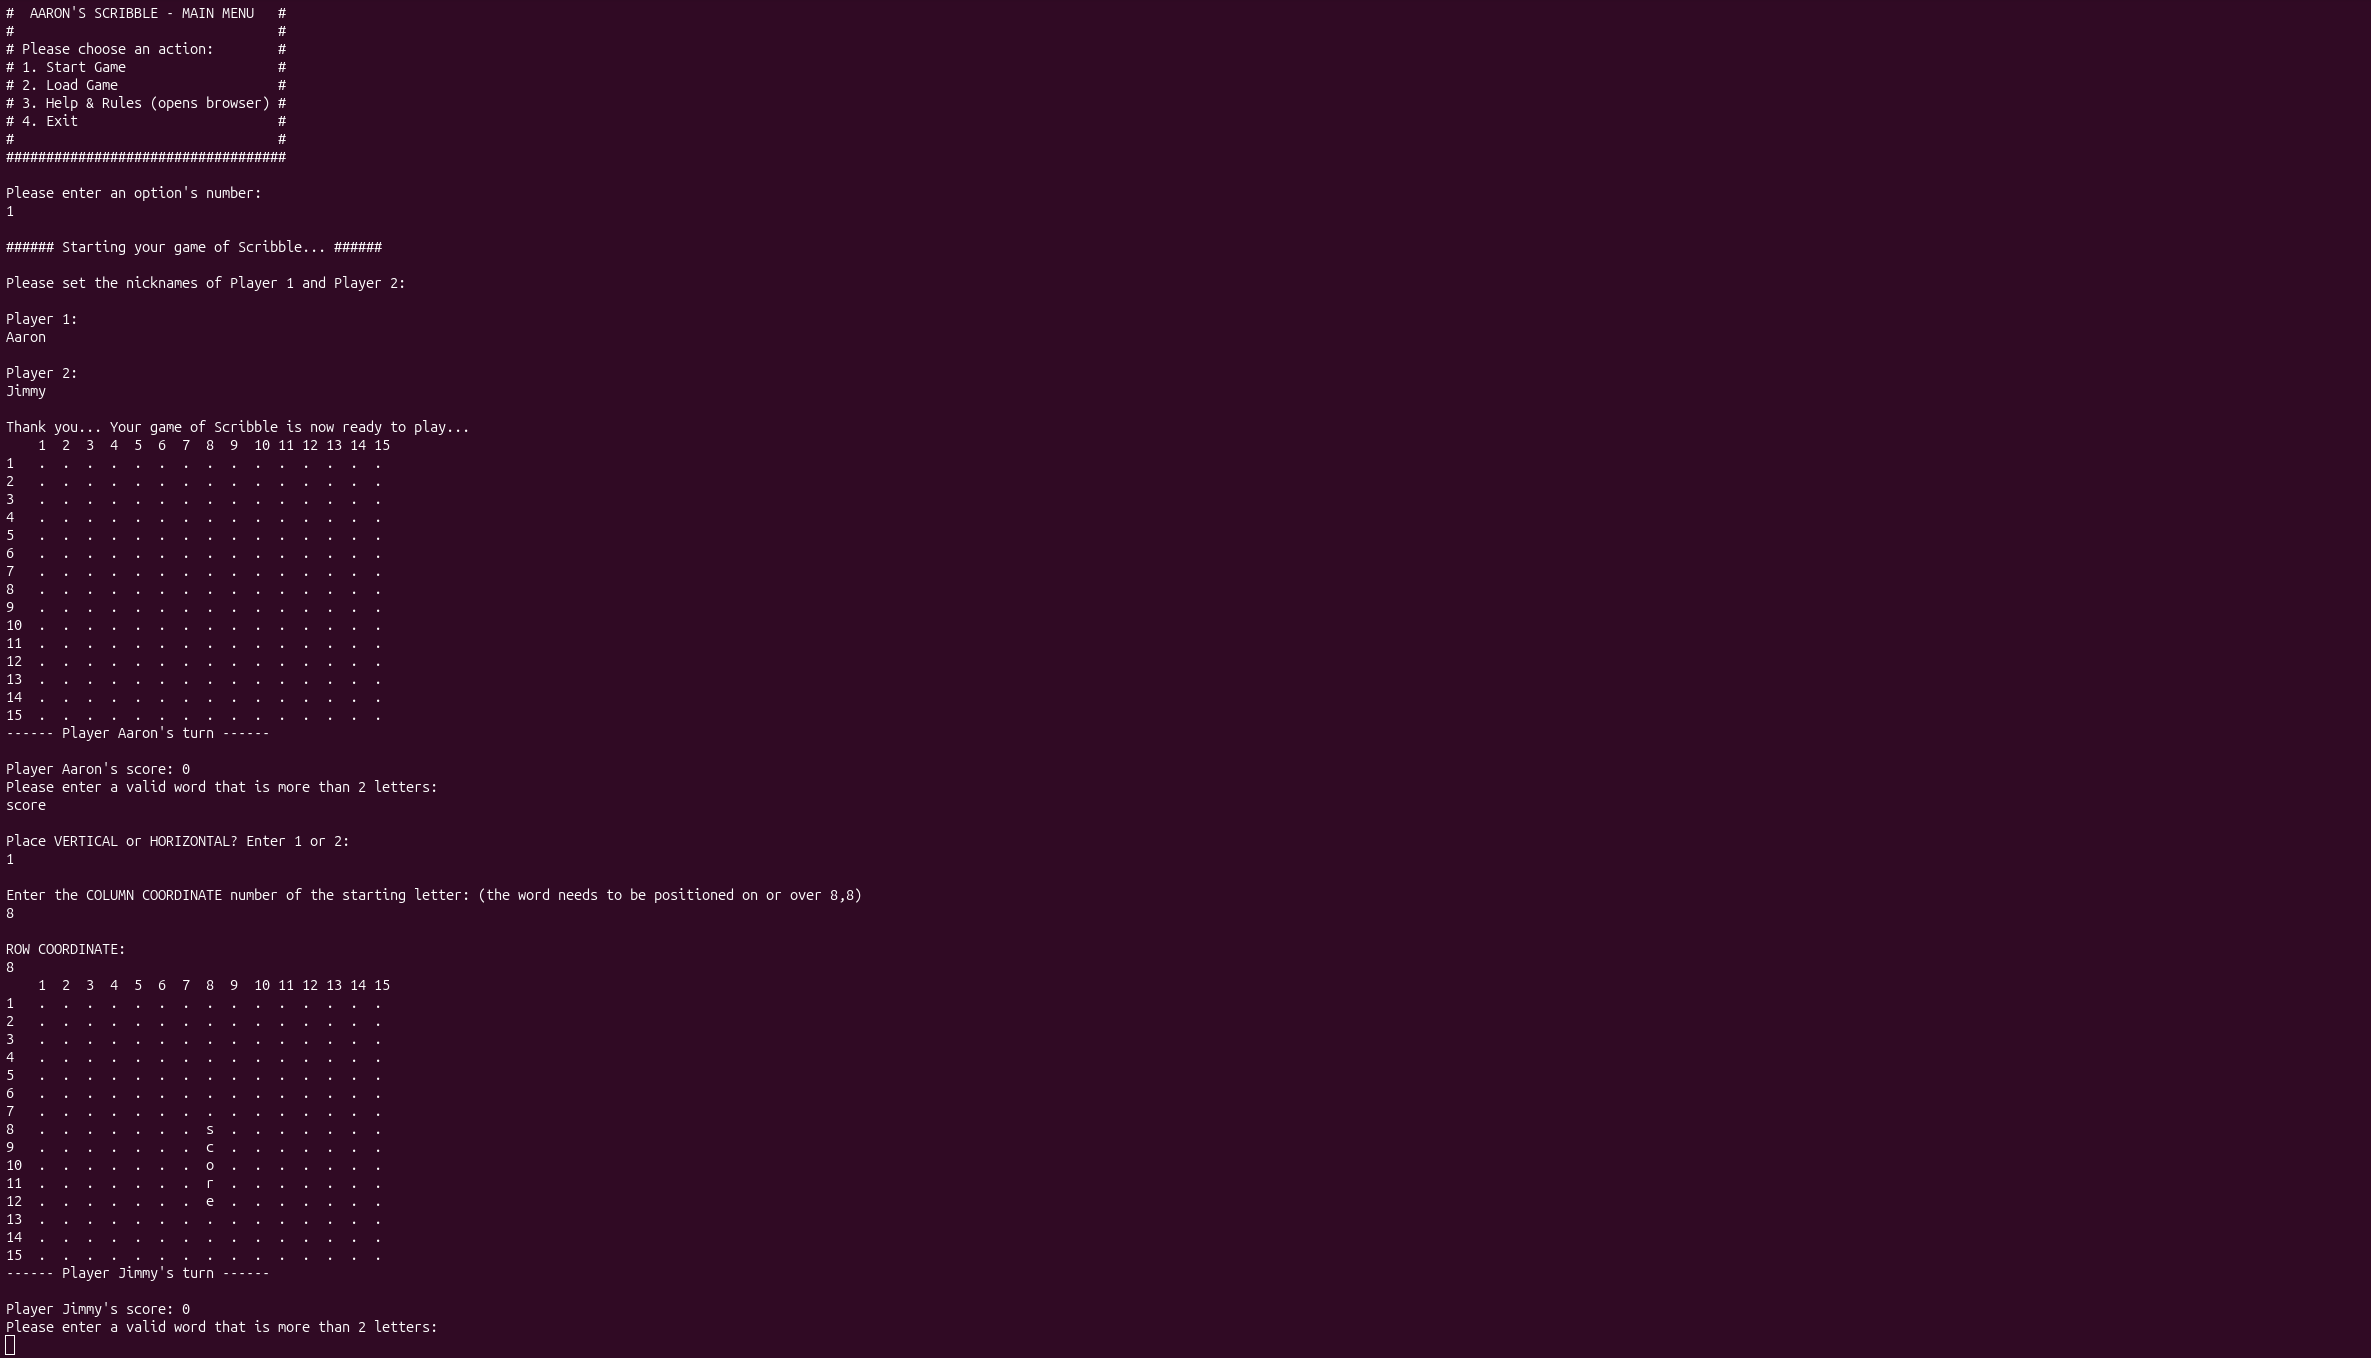 #  AARON'S SCRIBBLE - MAIN MENU   #
#                                 #
# Please choose an action:        #
# 1. Start Game                   #
# 2. Load Game                    #
# 3. Help & Rules (opens browser) #
# 4. Exit                         #
#                                 #
###################################
Please enter an option's number:
1
###### Starting your game of Scribble... ######
Please set the nicknames of Player 1 and Player 2:
Player 1:
Aaron
Player 2:
Jimmy
Thank you... Your game of Scribble is now ready to play...
    1  2  3  4  5  6  7  8  9  10 11 12 13 14 15
1   .  .  .  .  .  .  .  .  .  .  .  .  .  .  .
2   .  .  .  .  .  .  .  .  .  .  .  .  .  .  .
3   .  .  .  .  .  .  .  .  .  .  .  .  .  .  .
4   .  .  .  .  .  .  .  .  .  .  .  .  .  .  .
5   .  .  .  .  .  .  .  .  .  .  .  .  .  .  .
6   .  .  .  .  .  .  .  .  .  .  .  .  .  .  .
7   .  .  .  .  .  .  .  .  .  .  .  .  .  .  .
8   .  .  .  .  .  .  .  .  .  .  .  .  .  .  .
9   .  .  .  .  .  .  .  .  .  .  .  .  .  .  .
10  .  .  .  .  .  .  .  .  .  .  .  .  .  .  .
11  .  .  .  .  .  .  .  .  .  .  .  .  .  .  .
12  .  .  .  .  .  .  .  .  .  .  .  .  .  .  .
13  .  .  .  .  .  .  .  .  .  .  .  .  .  .  .
14  .  .  .  .  .  .  .  .  .  .  .  .  .  .  .
15  .  .  .  .  .  .  .  .  .  .  .  .  .  .  .
------ Player Aaron's turn ------
Player Aaron's score: 0
Please enter a valid word that is more than 2 letters:
score
Place VERTICAL or HORIZONTAL? Enter 1 or 2:
1
Enter the COLUMN COORDINATE number of the starting letter: (the word needs to be positioned on or over 8,8)
8
ROW COORDINATE:
8
    1  2  3  4  5  6  7  8  9  10 11 12 13 14 15
1   .  .  .  .  .  .  .  .  .  .  .  .  .  .  .
2   .  .  .  .  .  .  .  .  .  .  .  .  .  .  .
3   .  .  .  .  .  .  .  .  .  .  .  .  .  .  .
4   .  .  .  .  .  .  .  .  .  .  .  .  .  .  .
5   .  .  .  .  .  .  .  .  .  .  .  .  .  .  .
6   .  .  .  .  .  .  .  .  .  .  .  .  .  .  .
7   .  .  .  .  .  .  .  .  .  .  .  .  .  .  .
8   .  .  .  .  .  .  .  s  .  .  .  .  .  .  .
9   .  .  .  .  .  .  .  c  .  .  .  .  .  .  .
10  .  .  .  .  .  .  .  o  .  .  .  .  .  .  .
11  .  .  .  .  .  .  .  r  .  .  .  .  .  .  .
12  .  .  .  .  .  .  .  e  .  .  .  .  .  .  .
13  .  .  .  .  .  .  .  .  .  .  .  .  .  .  .
14  .  .  .  .  .  .  .  .  .  .  .  .  .  .  .
15  .  .  .  .  .  .  .  .  .  .  .  .  .  .  .
------ Player Jimmy's turn ------
Player Jimmy's score: 0
Please enter a valid word that is more than 2 letters: